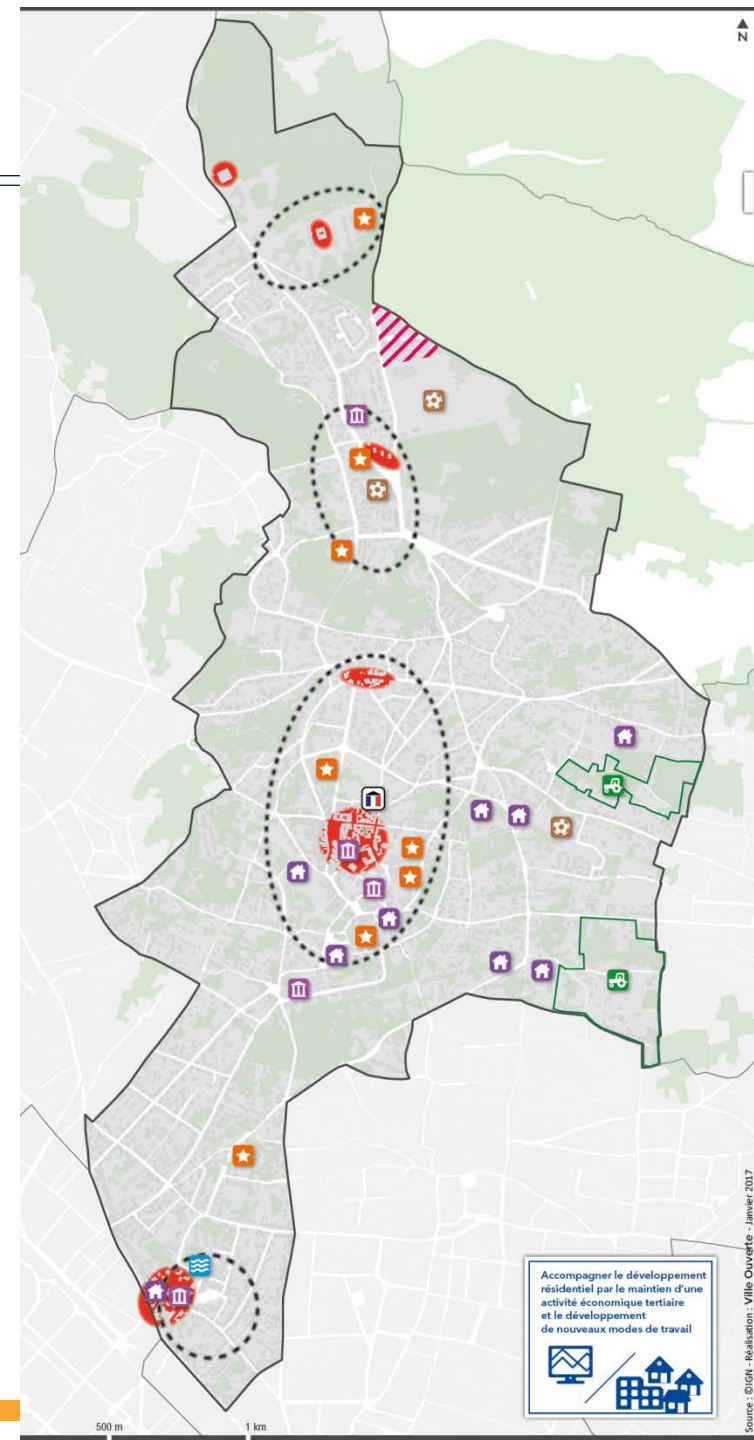 N
Accompagner le développement
résidentiel par le maintien d'une
activité économique tertiaire
et le développement
de nouveaux modes de travail
Source : ©IGN - Réalisation : Ville Ouverte - Janvier 2017
500 m
1 km